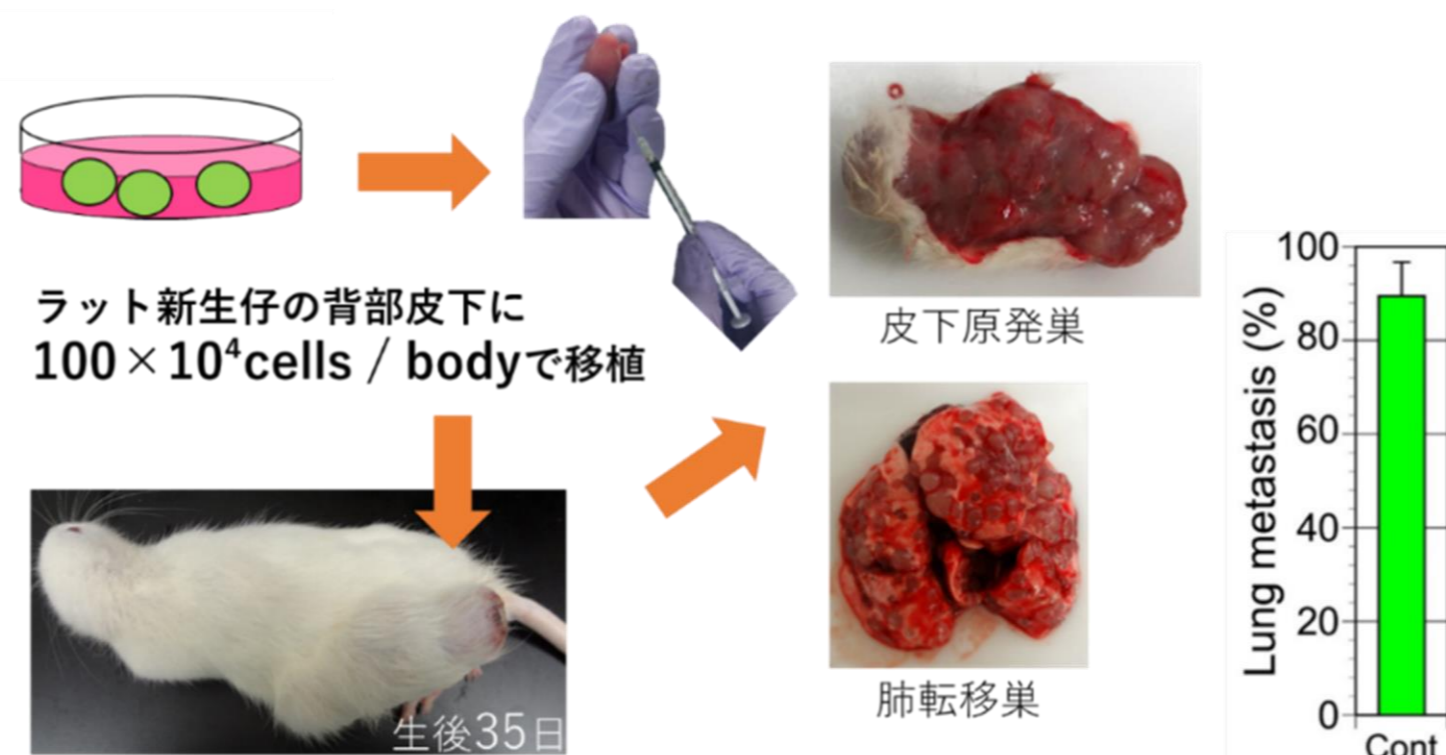 ラット新生仔の背部皮下に
100×10⁴cells / bodyで移植
生後35日
皮下原発巣
肺転移巣
Lung metastasis (%)
100
80
60
40
20
0
Cont